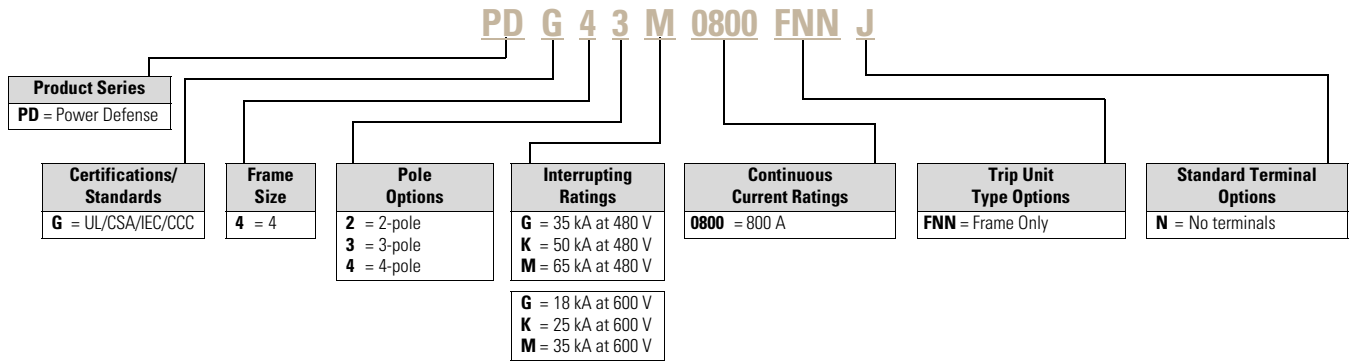 PD G 4 3 M 0800 FNN J
Product Series
PD = Power Defense
Certifications/
Standards
G = UL/CSA/IEC/CCC
Frame
Size
4 = 4
Pole
Options
2 = 2-pole
3 = 3-pole
4 = 4-pole
Interrupting
Ratings
G = 35 kA at 480 V
K = 50 kA at 480 V
M = 65 kA at 480 V
G = 18 kA at 600 V
K = 25 kA at 600 V
M = 35 kA at 600 V
Continuous
Current Ratings
0800 = 800 A
Trip Unit
Type Options
FNN = Frame Only
Standard Terminal
Options
N = No terminals